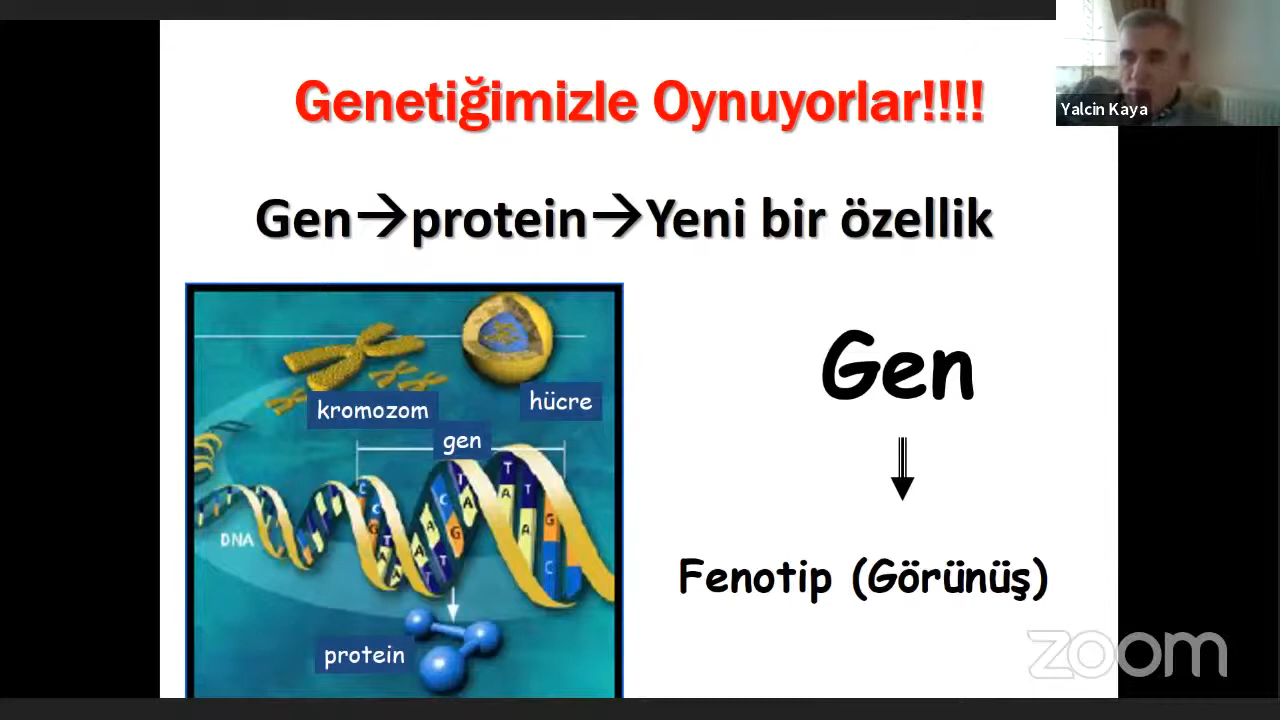 Genetiğimizle Oynuyorlar!!!!
Yalcin Kaya
Gen→protein→Yeni bir özellik
kromozom
hücre
gen
DNA
protein
Gen
Fenotip (Görünüş)
zoom